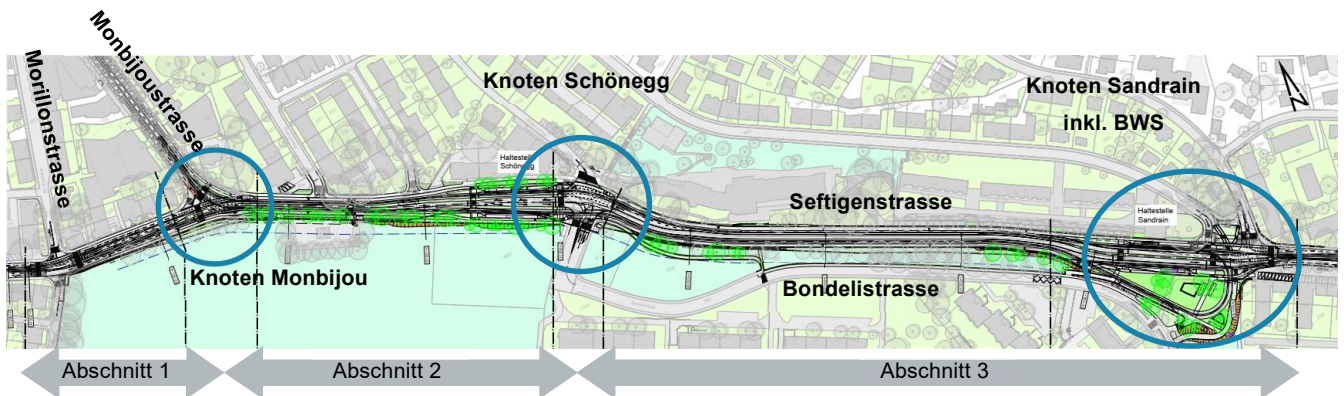 Monbijoustrasse
Morillonstrasse
Knoten Schönegg
Knoten Sandrain
inkl. BWS
N
Haltestelle
Schönegg
Seftigenstrasse
Haltestelle
Sandrain
Knoten Monbijou
Bondelistrasse
Abschnitt 1
Abschnitt 2
Abschnitt 3